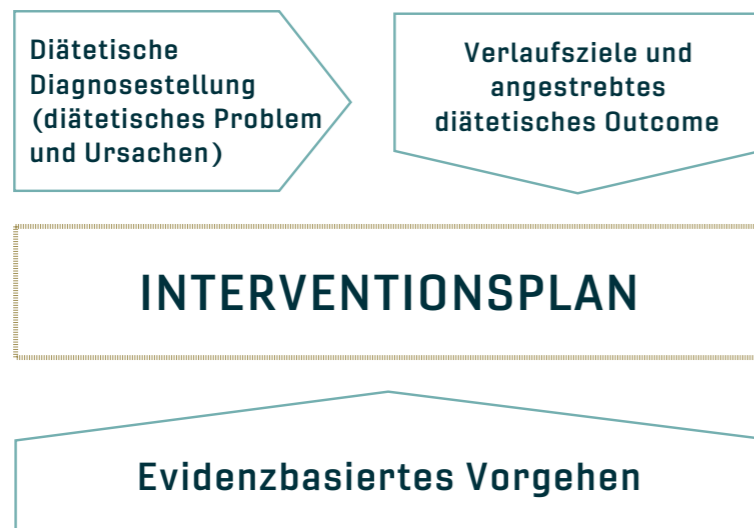 Diätetische
Diagnosestellung
(diätetisches Problem
und Ursachen)
Verlaufsziele und
angestrebtes
diätetisches Outcome
INTERVENTIONSPLAN
Evidenzbasiertes Vorgehen